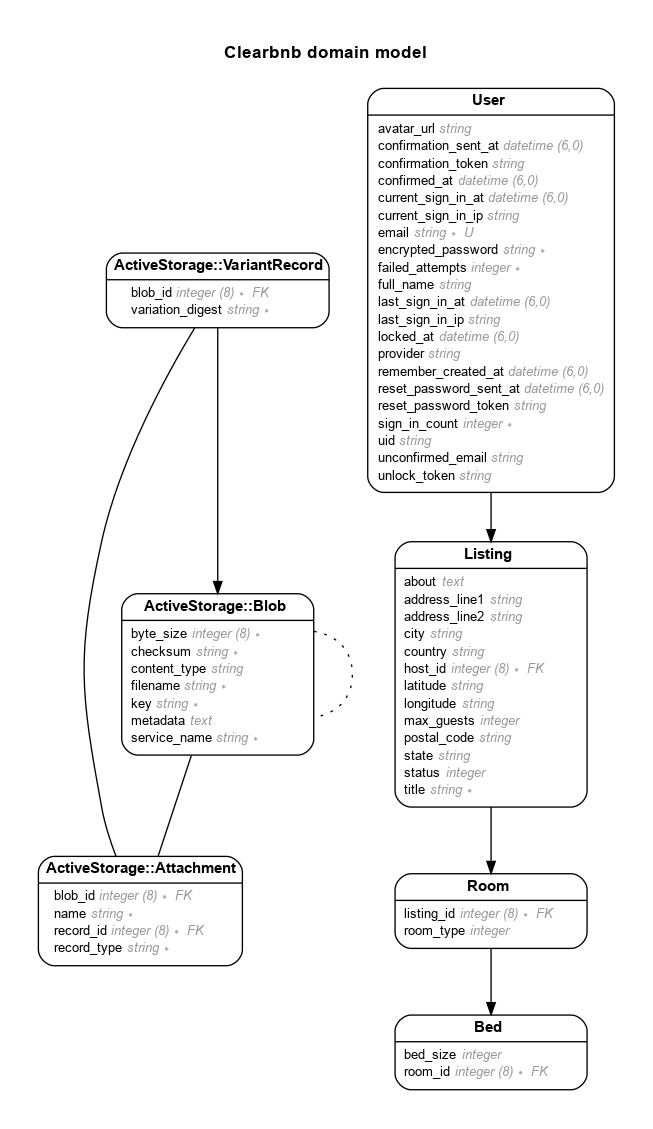 Clearbnb domain model
User
avatar_url string
confirmation_sent_at datetime (6,0)
confirmation_token string
confirmed_at datetime (6,0)
current_sign_in_at datetime (6,0)
current_sign_in_ip string
email string ∗ U
encrypted_password string ∗
failed_attempts integer ∗
full_name string
last_sign_in_at datetime (6,0)
last_sign_in_ip string
locked_at datetime (6,0)
provider string
remember_created_at datetime (6,0)
reset_password_sent_at datetime (6,0)
reset_password_token string
sign_in_count integer ∗
uid string
unconfirmed_email string
unlock_token string
ActiveStorage::VariantRecord
blob_id integer (8) ∗ FK
variation_digest string ∗
Listing
about text
address_line1 string
address_line2 string
city string
country string
host_id integer (8) ∗ FK
latitude string
longitude string
max_guests integer
postal_code string
state string
status integer
title string ∗
ActiveStorage::Blob
byte_size integer (8) ∗
checksum string ∗
content_type string
filename string ∗
key string ∗
metadata text
service_name string ∗
ActiveStorage::Attachment
blob_id integer (8) ∗ FK
name string ∗
record_id integer (8) ∗ FK
record_type string ∗
Room
listing_id integer (8) ∗ FK
room_type integer
Bed
bed_size integer
room_id integer (8) ∗ FK